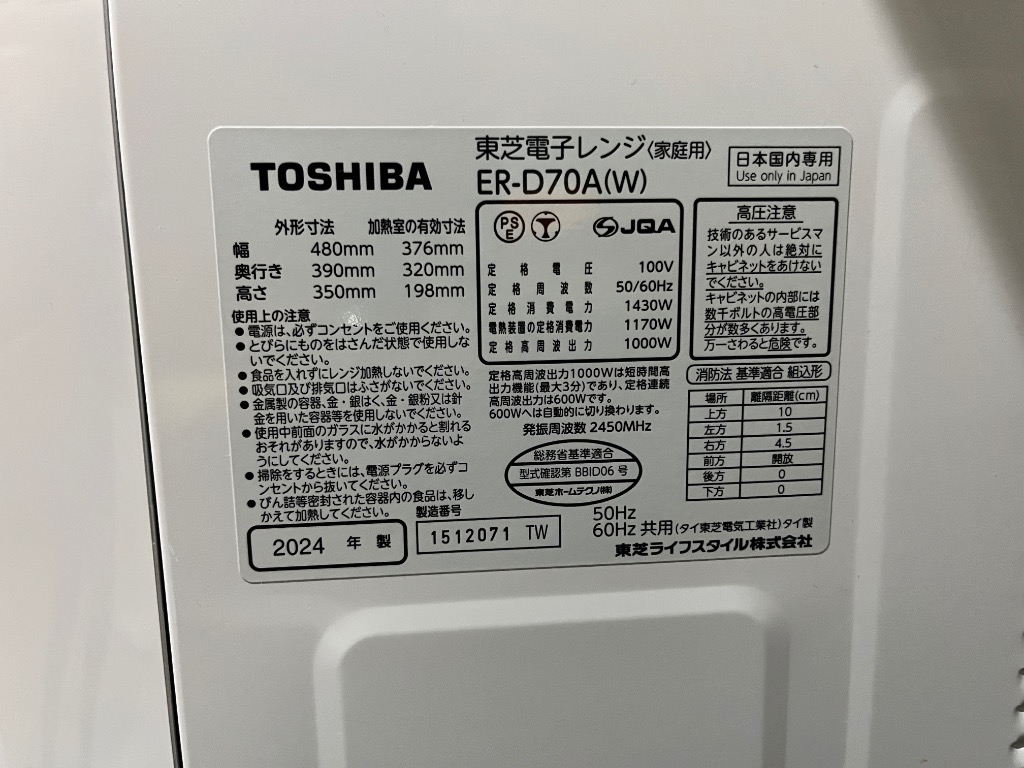 TOSHIBA
東芝電子レンジ〈家庭用〉
ER-D70A(W)
日本国内専用
Use only in Japan
外形寸法 加熱室の有効寸法
幅 480mm 376mm
奥行き 390mm 320mm
高さ 350mm 198mm
使用上の注意
●電源は、必ずコンセントをご使用ください。
●とびらにものをはさんだ状態で使用しな
いでください。
●食品を入れずにレンジ加熱しないでください。
●吸気口及び排気口はふさがないでください。
●金属製の容器、金・銀はく、金・銀粉又は針
金を用いた容器等を使用しないでください。
●使用中前面のガラスに水がかかると割れる
おそれがありますので、水がかからないよ
うにしてください。
●掃除をするときには、電源プラグを必ずコ
ンセントから抜いてください。
●びん詰等密封された容器内の食品は、移し
かえて加熱してください。
2024 年 製
製造番号
1512071 TW
PS
E
JQA
定格電圧 100V
定格周波数 50/60Hz
定格消費電力 1430W
電熱装置の定格消費電力 1170W
定格高周波出力 1000W
定格高周波出力1000Wは短時間高
出力機能(最大3分)であり、定格連続
高周波出力は600Wです。
600Wへは自動的に切り換わります。
発振周波数 2450MHz
総務省基準適合
型式確認第 BBID06 号
東芝ホームテクノ(株)
高圧注意
技術のあるサービスマ
ン以外の人は絶対に
キャビネットをあけない
でください。
キャビネットの内部には
数千ボルトの高電圧部
分が数多くあります。
万一さわると危険です。
消防法 基準適合 組込形
場所 離隔距離(cm)
上方 10
左方 1.5
右方 4.5
前方 開放
後方 0
下方 0
50Hz
60Hz 共用 (タイ東芝電気工業社) タイ製
東芝ライフスタイル株式会社